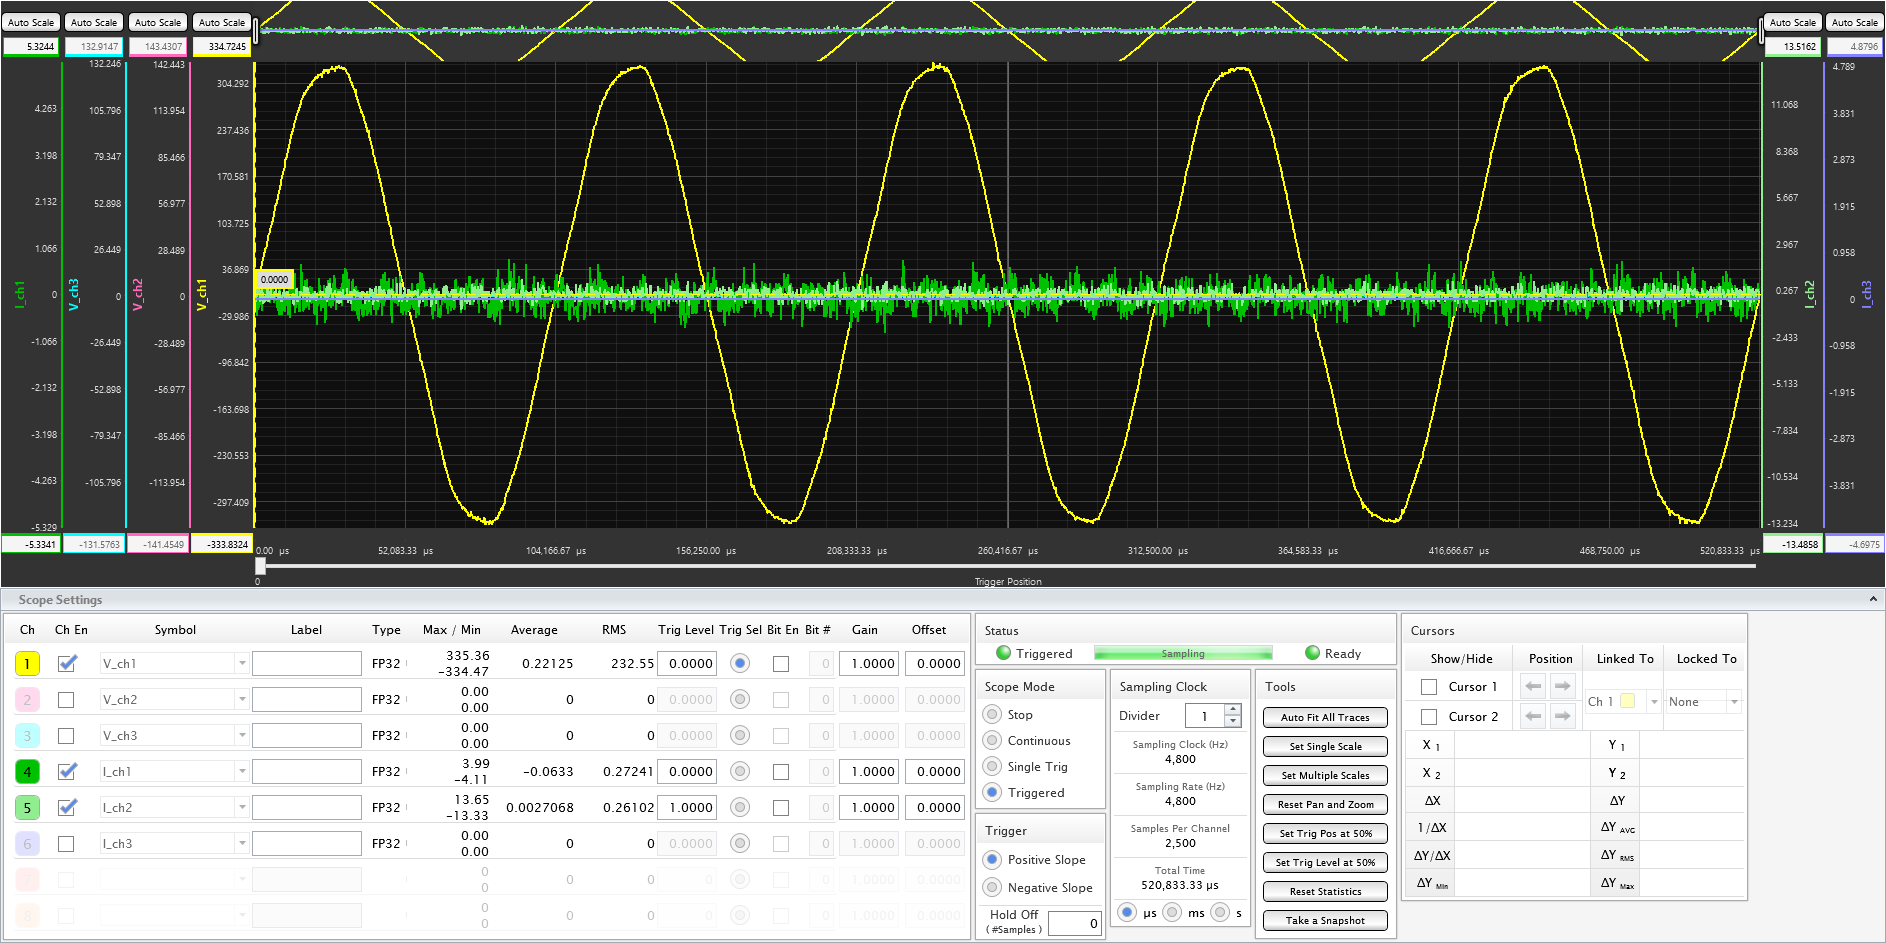 Auto Scale Auto Scale Auto Scale Auto Scale Auto Scale Auto Scale
5.3244 132.9147 143.4307 334.7245 13.5162 4.8796
132.246 142.443 4.789
304.292
4.263 105.796 113.954 11.068 3.831
237.436
3.198 79.347 85.466 8.368 2.873
170.581
2.132 52.898 56.977 5.667 1.915
103.725
1.066 26.449 28.489 2.967 0.958
36.869
0.0000
I_ch1 V_ch3 V_ch2 V_ch1 I_ch2 I_ch3
0 0 0 0.267 0
-29.986
-1.066 -26.449 -28.489 -2.433 -0.958
-96.842
-2.132 -52.898 -56.977 -5.133 -1.915
-163.698
-3.198 -79.347 -85.466 -7.834 -2.873
-230.553
-4.263 -105.796 -113.954 -10.534 -3.831
-297.409
-5.329 -13.234
-5.3341 -131.5763 -141.4549 -333.8324 -13.4858 -4.6975
0.00 µs 52,083.33 µs 104,166.67 µs 156,250.00 µs 208,333.33 µs 260,416.67 µs 312,500.00 µs 364,583.33 µs 416,666.67 µs 468,750.00 µs 520,833.33 µs
0 Trigger Position
Scope Settings
Ch Ch En Symbol Label Type Max / Min Average RMS Trig Level Trig Sel Bit En Bit # Gain Offset
1 V_ch1 FP32 335.36 -334.47 0.22125 232.55 0.0000 0 1.0000 0.0000
2 V_ch2 FP32 0.00 0.00 0 0 0.0000 0 1.0000 0.0000
3 V_ch3 FP32 0.00 0.00 0 0 0.0000 0 1.0000 0.0000
4 I_ch1 FP32 3.99 -4.11 -0.0633 0.27241 0.0000 0 1.0000 0.0000
5 I_ch2 FP32 13.65 -13.33 0.0027068 0.26102 1.0000 0 1.0000 0.0000
6 I_ch3 FP32 0.00 0.00 0 0 0.0000 0 1.0000 0.0000
7 0 0 0 0 0.0000 0 1.0000 0.0000
8 0 0 0 0 0.0000 0 1.0000 0.0000
Status
Triggered Sampling Ready
Scope Mode
Stop
Continuous
Single Trig
Triggered
Trigger
Positive Slope
Negative Slope
Hold Off
( #Samples ) 0
Sampling Clock
Divider 1
Sampling Clock (Hz)
4,800
Sampling Rate (Hz)
4,800
Samples Per Channel
2,500
Total Time
520,833.33 µs
µs ms s
Tools
Auto Fit All Traces
Set Single Scale
Set Multiple Scales
Reset Pan and Zoom
Set Trig Pos at 50%
Set Trig Level at 50%
Reset Statistics
Take a Snapshot
Cursors
Show/Hide Position Linked To Locked To
Cursor 1
Ch 1 None
Cursor 2
X 1 Y 1
X 2 Y 2
ΔX ΔY
1/ΔX ΔY AVG
ΔY/ΔX ΔY RMS
ΔY Min ΔY Max